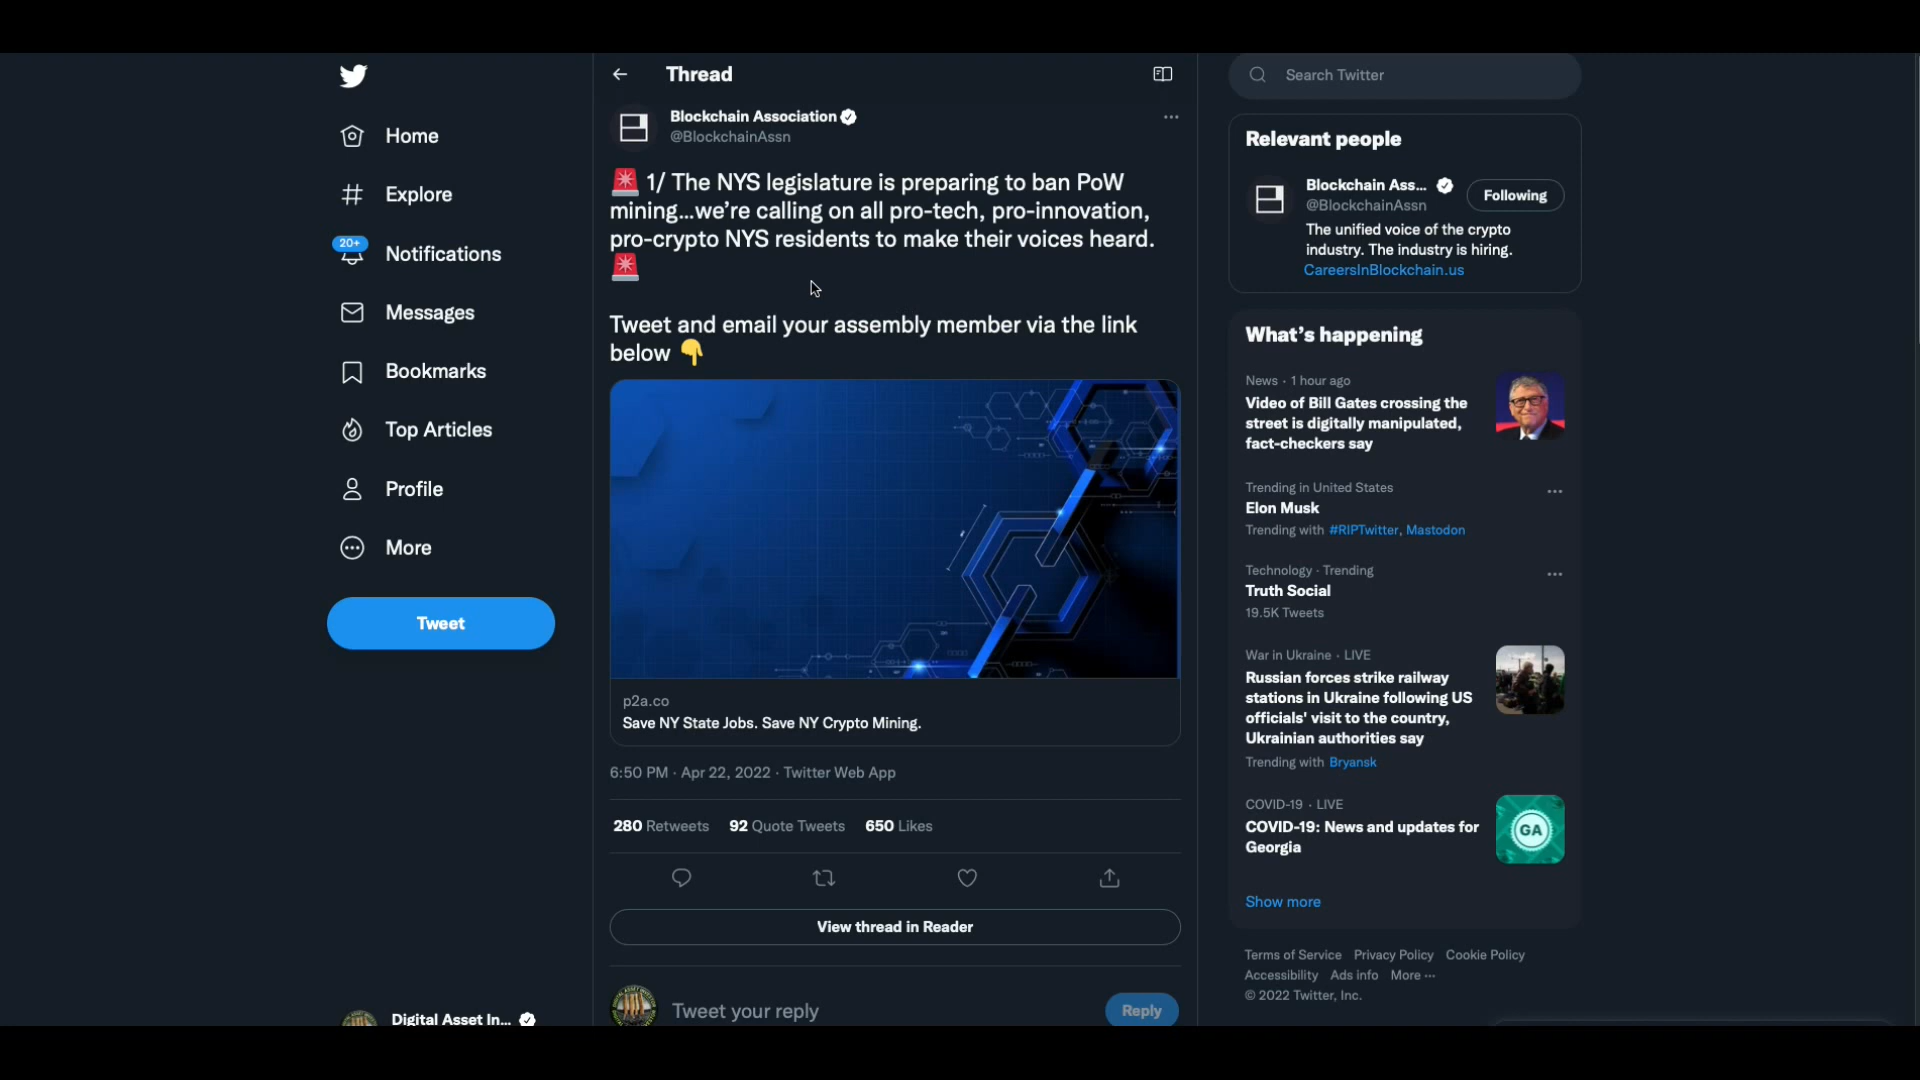 Home
Explore
20+
Notifications
Messages
Bookmarks
Top Articles
Profile
More
Tweet
Digital Asset In...
Thread
Blockchain Association
@BlockchainAssn
🚨 1/ The NYS legislature is preparing to ban PoW
mining...we're calling on all pro-tech, pro-innovation,
pro-crypto NYS residents to make their voices heard.
🚨
Tweet and email your assembly member via the link
below 👇
p2a.co
Save NY State Jobs. Save NY Crypto Mining.
6:50 PM · Apr 22, 2022 · Twitter Web App
280 Retweets 92 Quote Tweets 650 Likes
View thread in Reader
Tweet your reply
Reply
Search Twitter
Relevant people
Blockchain Ass...
@BlockchainAssn
Following
The unified voice of the crypto
industry. The industry is hiring.
CareersInBlockchain.us
What's happening
News · 1 hour ago
Video of Bill Gates crossing the
street is digitally manipulated,
fact-checkers say
Trending in United States
Elon Musk
Trending with #RIPTwitter, Mastodon
Technology · Trending
Truth Social
19.5K Tweets
War in Ukraine · LIVE
Russian forces strike railway
stations in Ukraine following US
officials' visit to the country,
Ukrainian authorities say
Trending with Bryansk
COVID-19 · LIVE
COVID-19: News and updates for
Georgia
GA
Show more
Terms of Service Privacy Policy Cookie Policy
Accessibility Ads info More ···
© 2022 Twitter, Inc.